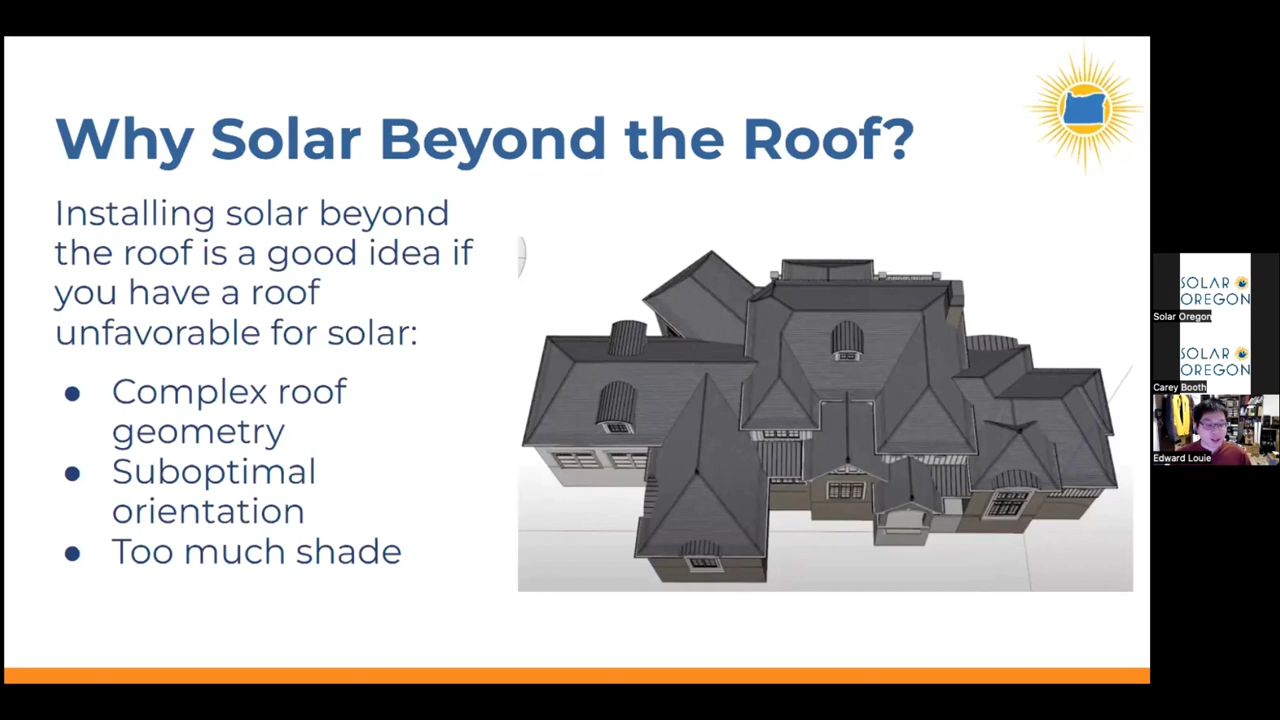 Why Solar Beyond the Roof?
Installing solar beyond
the roof is a good idea if
you have a roof
unfavorable for solar:
● Complex roof
geometry
● Suboptimal
orientation
● Too much shade
SOLAR
OREGON
Solar Oregon
SOLAR
OREGON
Carey Booth
Edward Louie